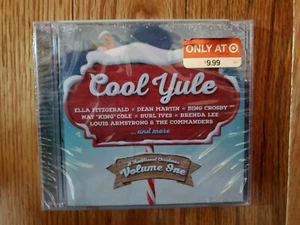 ONLY AT
$9.99
Cool Yule
ELLA FITZGERALD × DEAN MARTIN × BING CROSBY
NAT "KING" COLE × BURL IVES × BRENDA LEE
LOUIS ARMSTRONG & THE COMMANDERS
... and more
A Traditional Christmas
Volume One